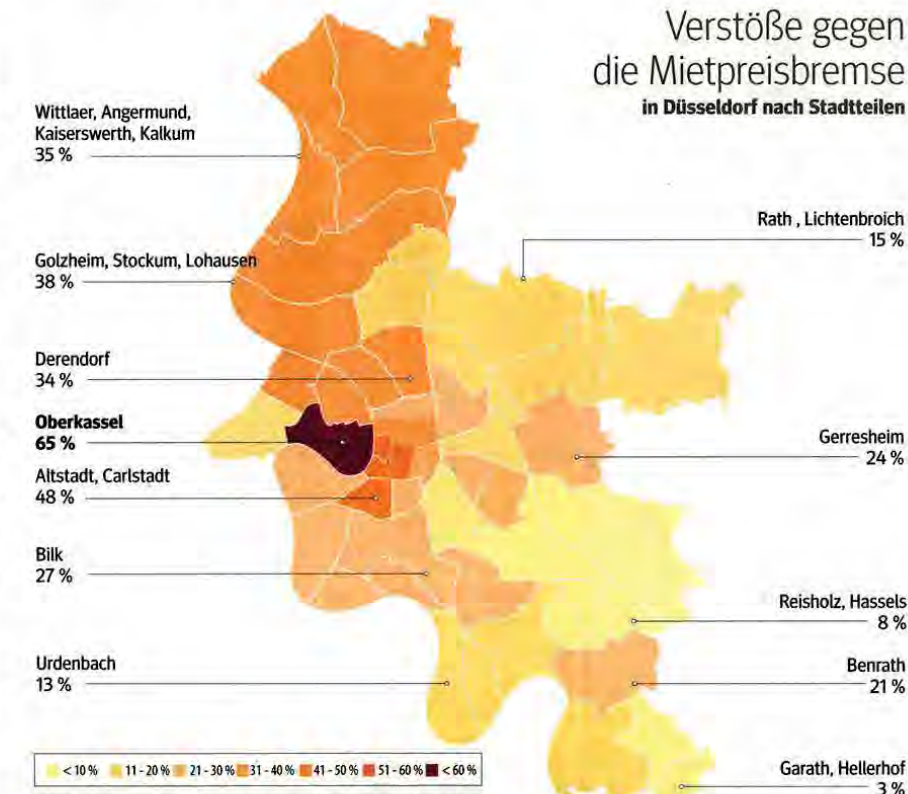 Verstöße gegen
die Mietpreisbremse
in Düsseldorf nach Stadtteilen
Wittlaer, Angermund,
Kaiserswerth, Kalkum
35 %
Golzheim, Stockum, Lohausen
38 %
Derendorf
34 %
Oberkassel
65 %
Altstadt, Carlstadt
48 %
Bilk
27 %
Urdenbach
13 %
Rath , Lichtenbroich
15 %
Gerresheim
24 %
Reisholz, Hassels
8 %
Benrath
21 %
Garath, Hellerhof
3 %
< 10 % 11 - 20 % 21 - 30 % 31 - 40 % 41 - 50 % 51 - 60 % < 60 %